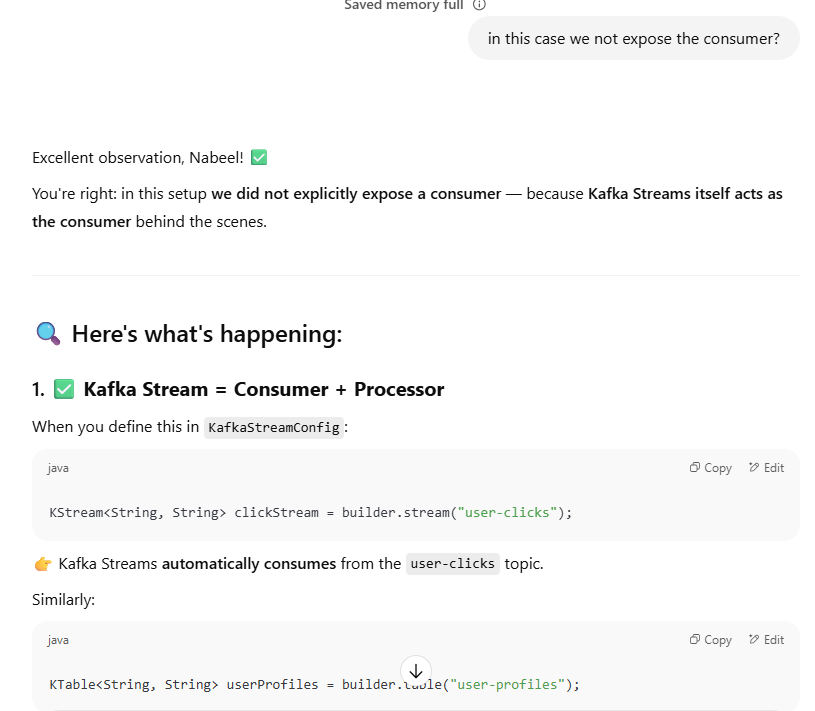 Saved memory full
in this case we not expose the consumer?
Excellent observation, Nabeel! ✅
You're right: in this setup we did not explicitly expose a consumer — because Kafka Streams itself acts as
the consumer behind the scenes.
🔍 Here's what's happening:
1. ✅ Kafka Stream = Consumer + Processor
When you define this in KafkaStreamConfig:
java
Copy
Edit
KStream<String, String> clickStream = builder.stream("user-clicks");
👉 Kafka Streams automatically consumes from the user-clicks topic.
Similarly:
java
Copy
Edit
KTable<String, String> userProfiles = builder.table("user-profiles");